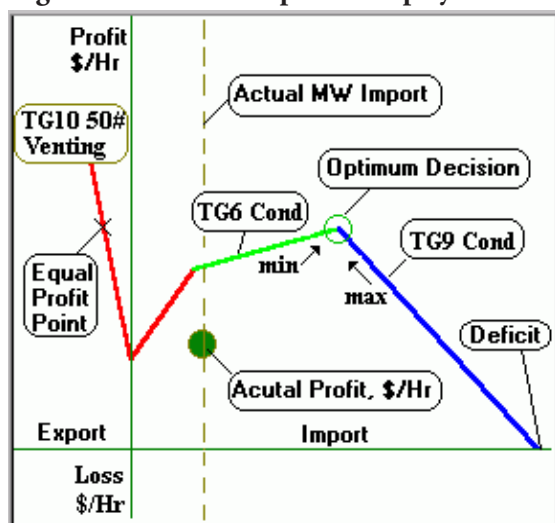 Profit
$/Hr
Actual MW Import
TG10 50#
Venting
Optimum Decision
TG6 Cond
TG9 Cond
min
max
Equal
Profit
Point
Deficit
Acutal Profit, $/Hr
Export
Import
Loss
$/Hr